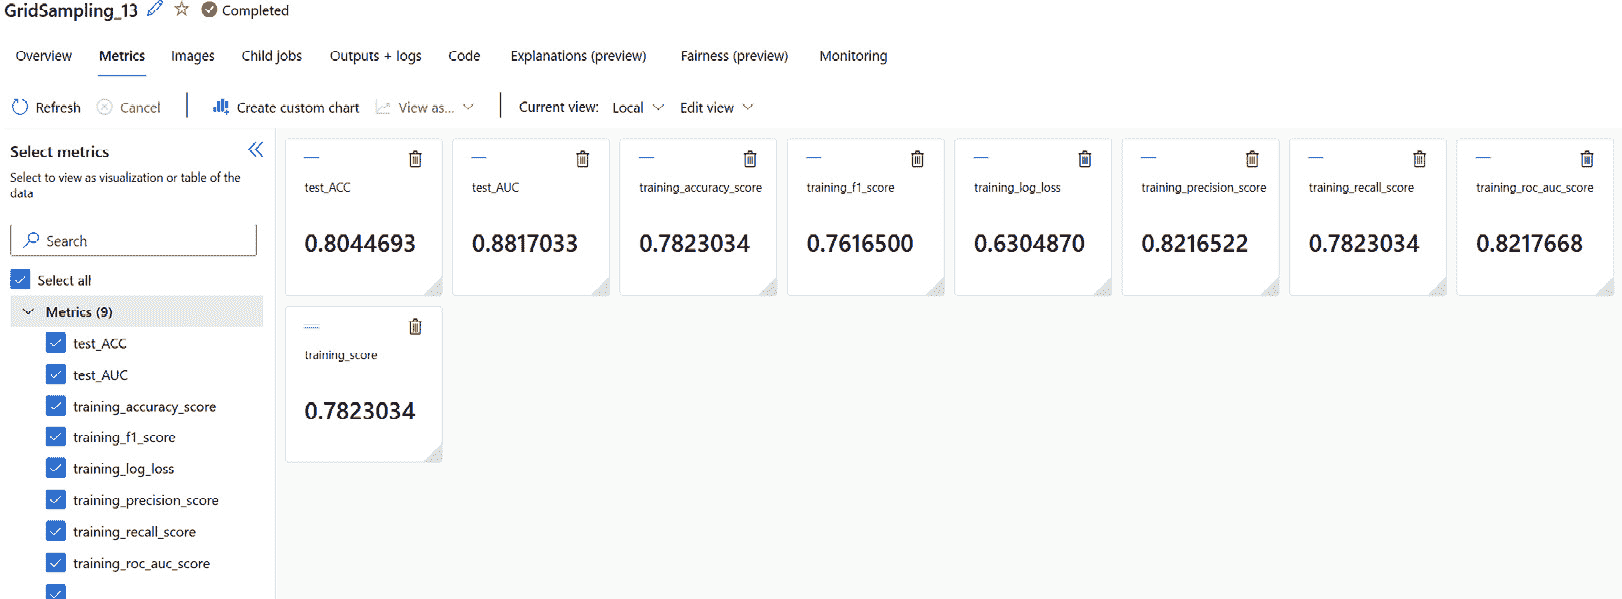 GridSampling_13 Completed
Overview Metrics Images Child jobs Outputs + logs Code Explanations (preview) Fairness (preview) Monitoring
Refresh Cancel Create custom chart View as... Current view: Local Edit view
Select metrics
Select to view as visualization or table of the
data
Search
Select all
Metrics (9)
test_ACC
test_AUC
training_accuracy_score
training_f1_score
training_log_loss
training_precision_score
training_recall_score
training_roc_auc_score
test_ACC
0.8044693
test_AUC
0.8817033
training_accuracy_score
0.7823034
training_f1_score
0.7616500
training_log_loss
0.6304870
training_precision_score
0.8216522
training_recall_score
0.7823034
training_roc_auc_score
0.8217668
training_score
0.7823034